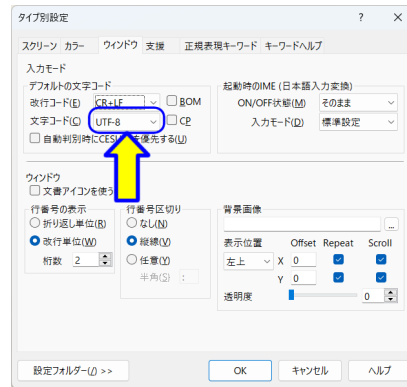 タイプ別設定 ? ×
スクリーン カラー ウィンドウ 支援 正規表現キーワード キーワードヘルプ
入力モード
デフォルトの文字コード
改行コード(E) CR+LF BOM
文字コード(C) UTF-8 CP
自動判別時にCESU を優先する(U)
起動時のIME (日本語入力変換)
ON/OFF状態(M) そのまま
入力モード(D) 標準設定
ウィンドウ
文書アイコンを使う
行番号の表示
折り返し単位(R)
改行単位(W)
桁数 2
行番号区切り
なし(N)
縦線(V)
任意(Y)
半角(S) :
背景画像
...
表示位置 Offset Repeat Scroll
左上 X 0
Y 0
透明度 0
設定フォルダー(/) >> OK キャンセル ヘルプ